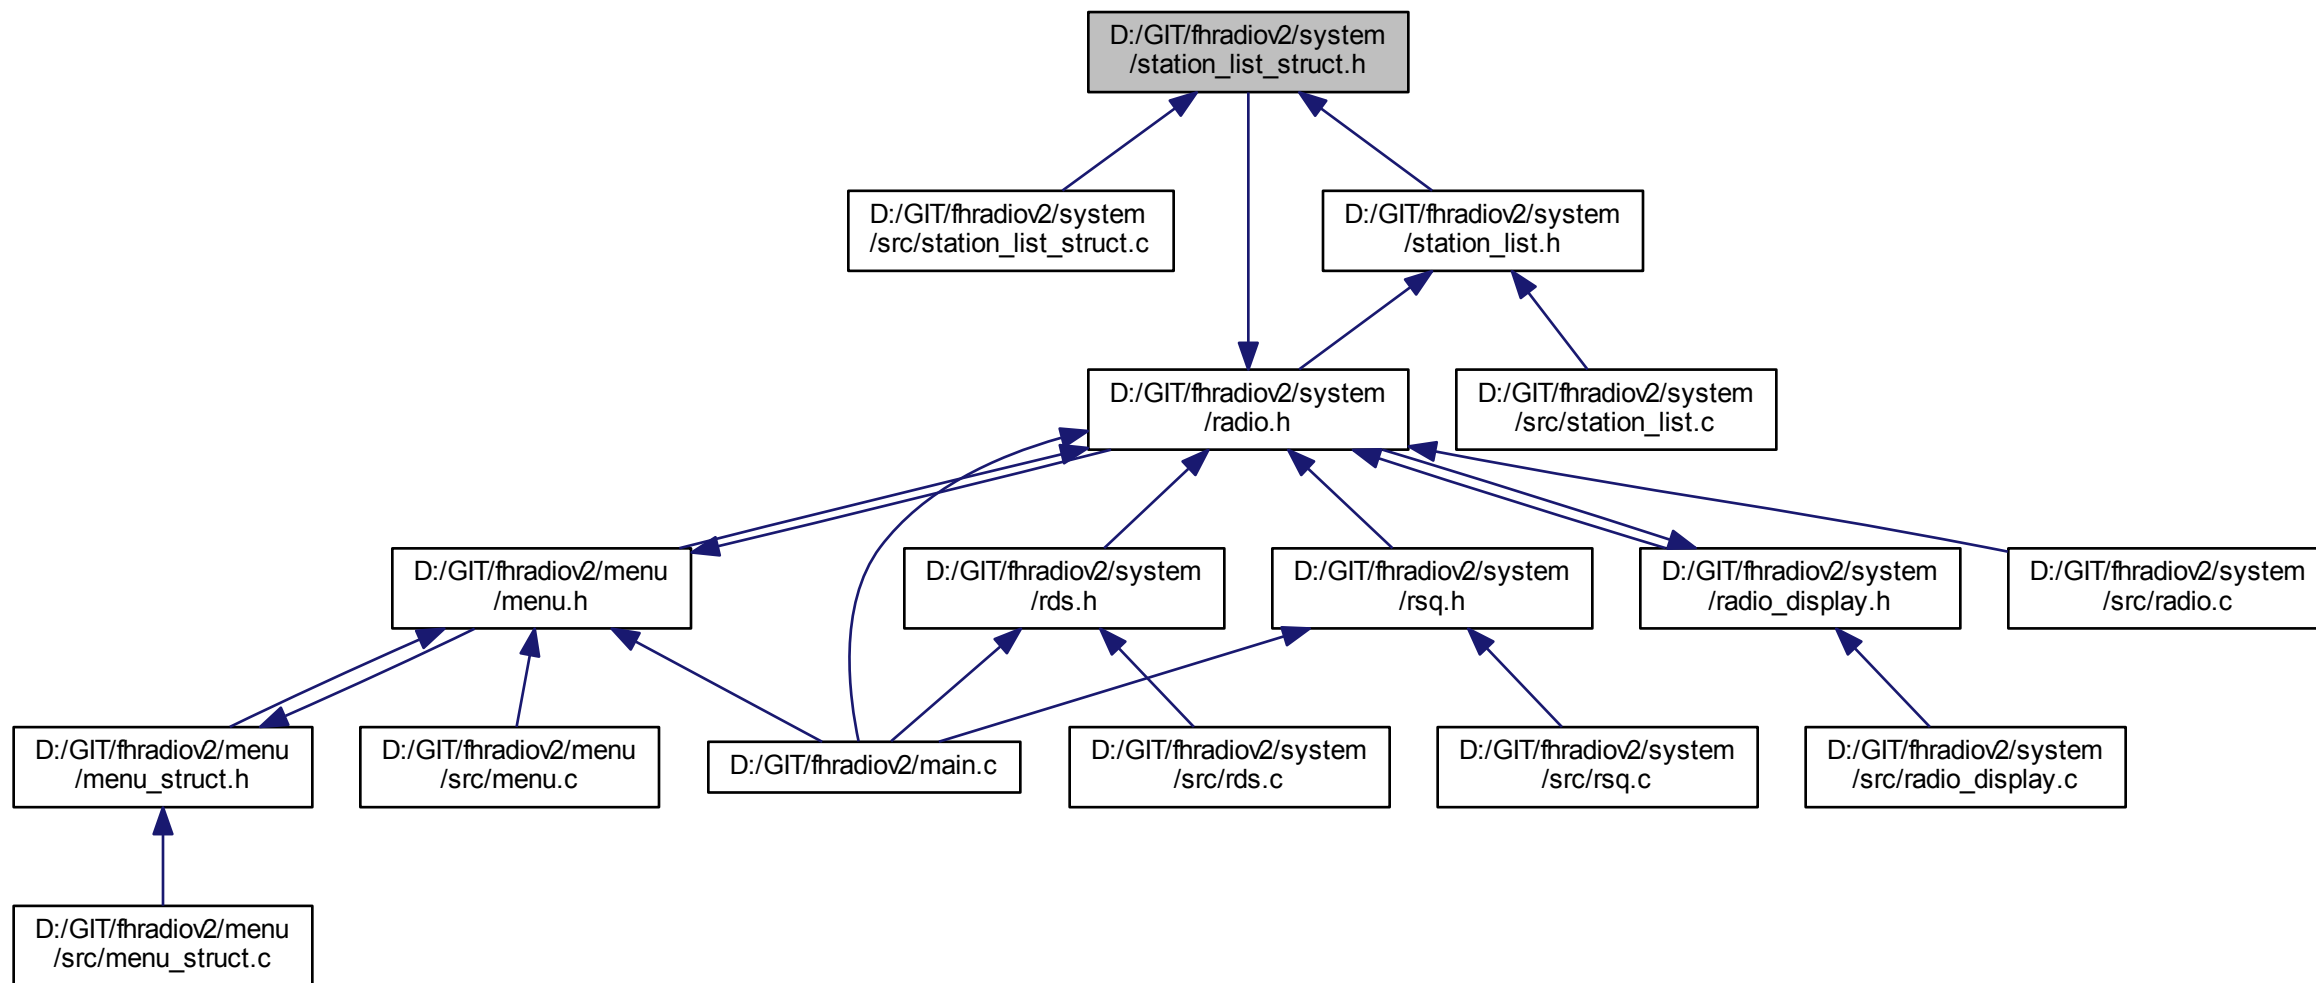 D:/GIT/fhradiov2/system
/station_list_struct.h
D:/GIT/fhradiov2/system
/src/station_list_struct.c
D:/GIT/fhradiov2/system
/station_list.h
D:/GIT/fhradiov2/system
/radio.h
D:/GIT/fhradiov2/system
/src/station_list.c
D:/GIT/fhradiov2/menu
/menu.h
D:/GIT/fhradiov2/system
/rds.h
D:/GIT/fhradiov2/system
/rsq.h
D:/GIT/fhradiov2/system
/radio_display.h
D:/GIT/fhradiov2/system
/src/radio.c
D:/GIT/fhradiov2/menu
/menu_struct.h
D:/GIT/fhradiov2/menu
/src/menu.c
D:/GIT/fhradiov2/main.c
D:/GIT/fhradiov2/system
/src/rds.c
D:/GIT/fhradiov2/system
/src/rsq.c
D:/GIT/fhradiov2/system
/src/radio_display.c
D:/GIT/fhradiov2/menu
/src/menu_struct.c